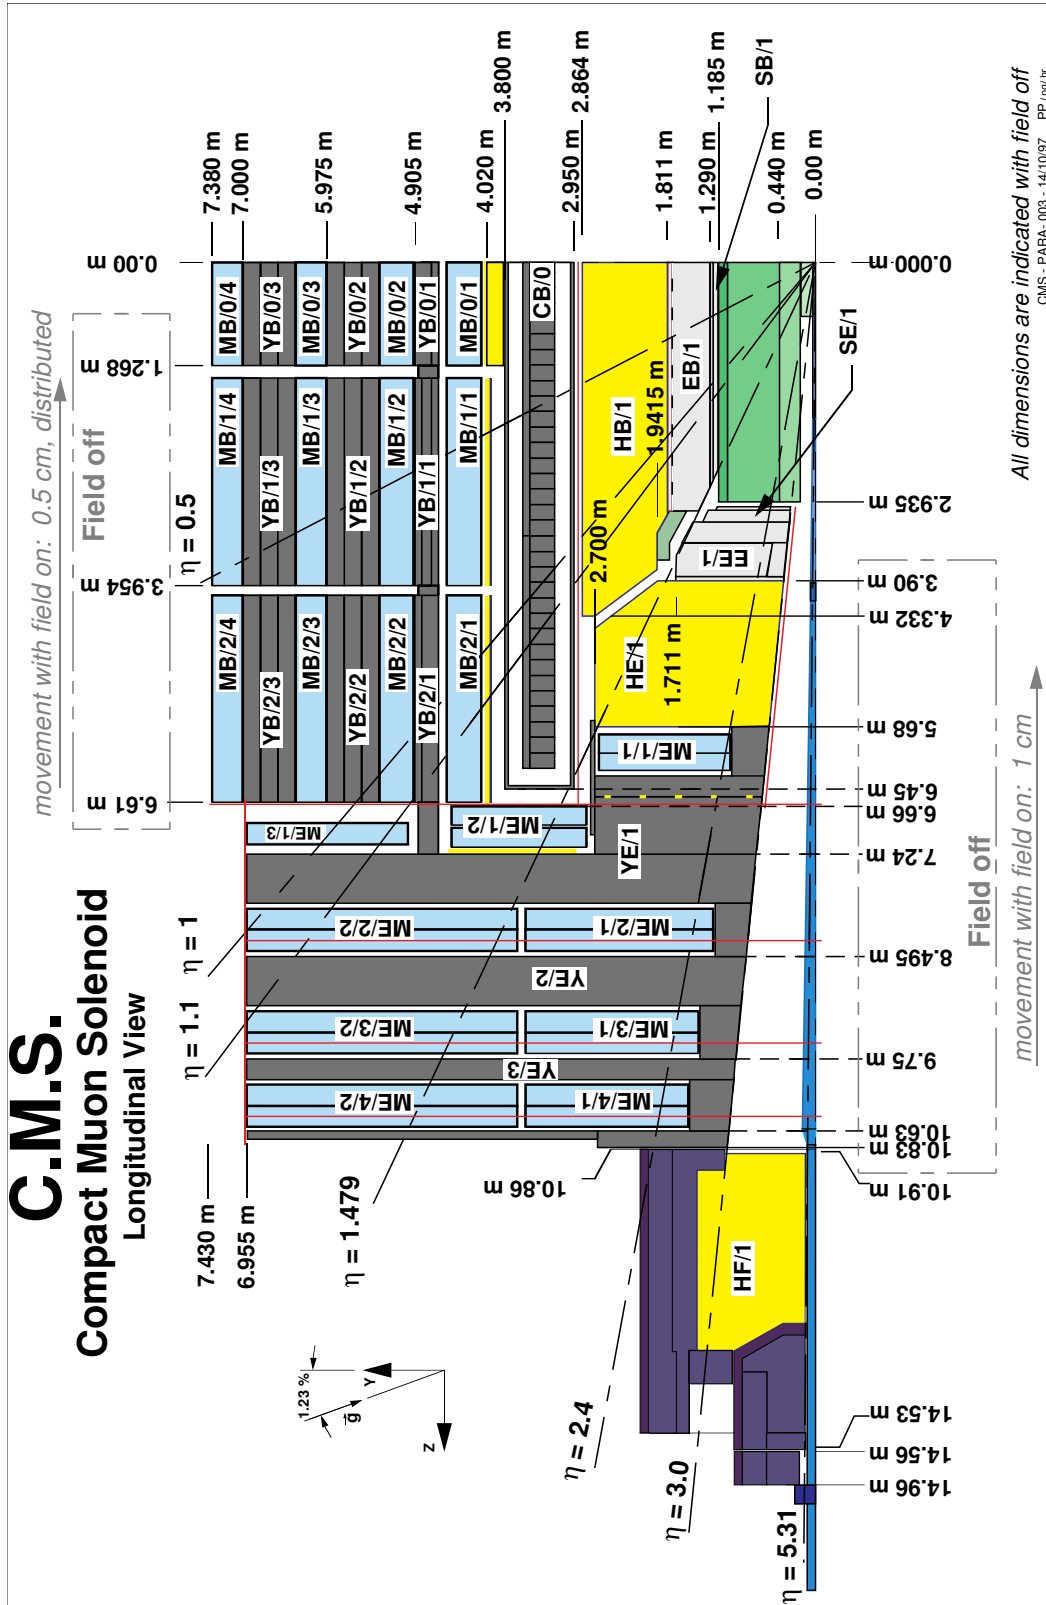 C.M.S.
Compact Muon Solenoid
Longitudinal View
movement with field on:  0.5 cm, distributed
Field off
7.380 m
7.000 m
5.975 m
4.905 m
4.020 m
3.800 m
2.950 m
2.864 m
1.811 m
1.290 m
1.185 m
0.440 m
0.00 m
SB/1
SE/1
0.00 m
1.268 m
3.954 m
6.61 m
η = 0.5
η = 1
η = 1.1
η = 1.479
η = 2.4
η = 3.0
η = 5.31
MB/0/4
YB/0/3
MB/0/3
YB/0/2
MB/0/2
YB/0/1
MB/0/1
CB/0
MB/1/4
YB/1/3
MB/1/3
YB/1/2
MB/1/2
YB/1/1
MB/1/1
MB/2/4
YB/2/3
MB/2/3
YB/2/2
MB/2/2
YB/2/1
MB/2/1
HB/1
EB/1
1.9415 m
2.700 m
EE/1
HE/1
1.711 m
ME/1/1
ME/1/2
ME/1/3
YE/1
ME/2/2
ME/2/1
YE/2
ME/3/2
ME/3/1
YE/3
ME/4/2
ME/4/1
HF/1
7.430 m
6.955 m
10.86 m
1.23 %
g
Y
Z
0.000 m
2.935 m
3.90 m
4.332 m
5.68 m
6.45 m
6.66 m
7.24 m
8.495 m
9.75 m
10.63 m
10.83 m
10.91 m
14.53 m
14.56 m
14.96 m
Field off
movement with field on:  1 cm
All dimensions are indicated with field off
CMS - PARA- 003 - 14/10/97